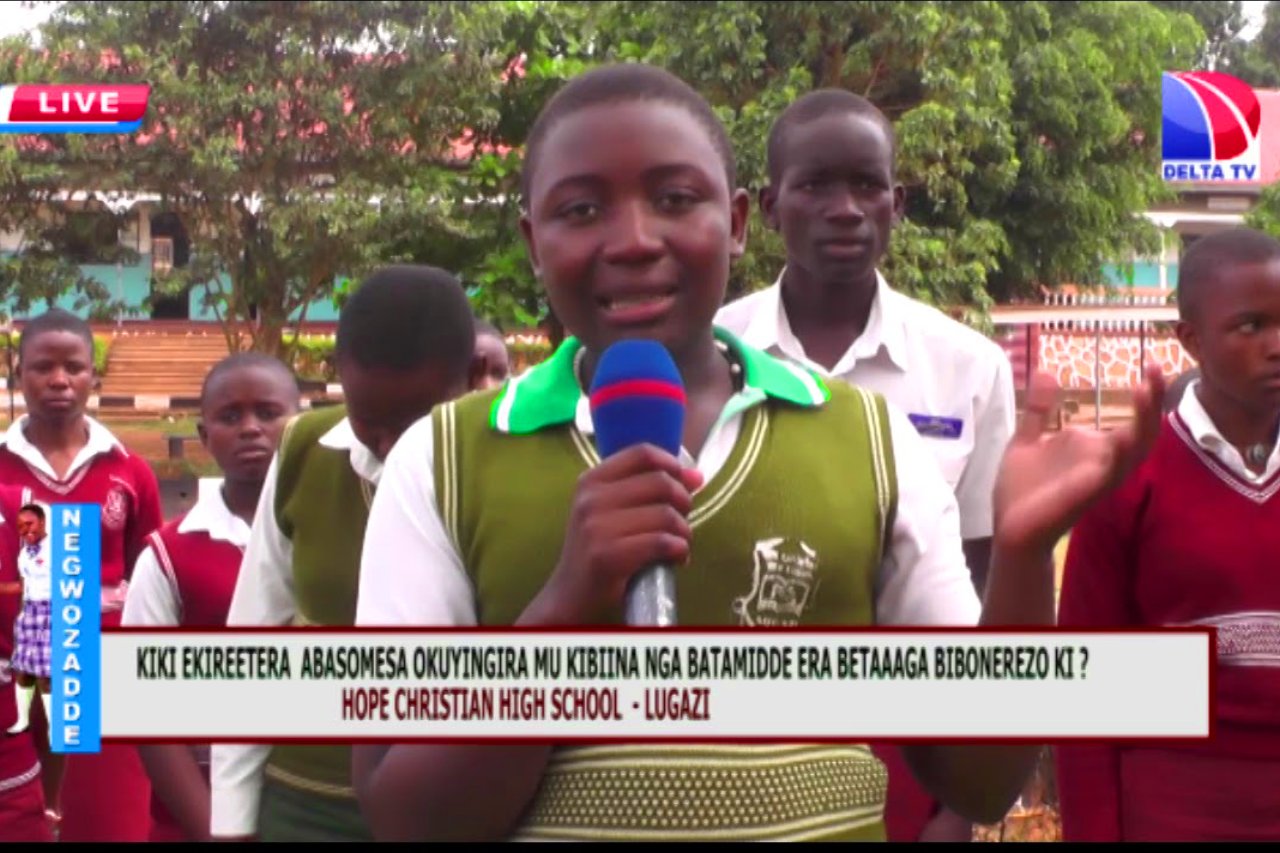 LIVE
DELTA TV
NEGWOZADDE
KIKI EKIREETERA ABASOMESA OKUYINGIRA MU KIBIINA NGA BATAMIDDE ERA BETAAAGA BIBONEREZO KI ?
HOPE CHRISTIAN HIGH SCHOOL - LUGAZI